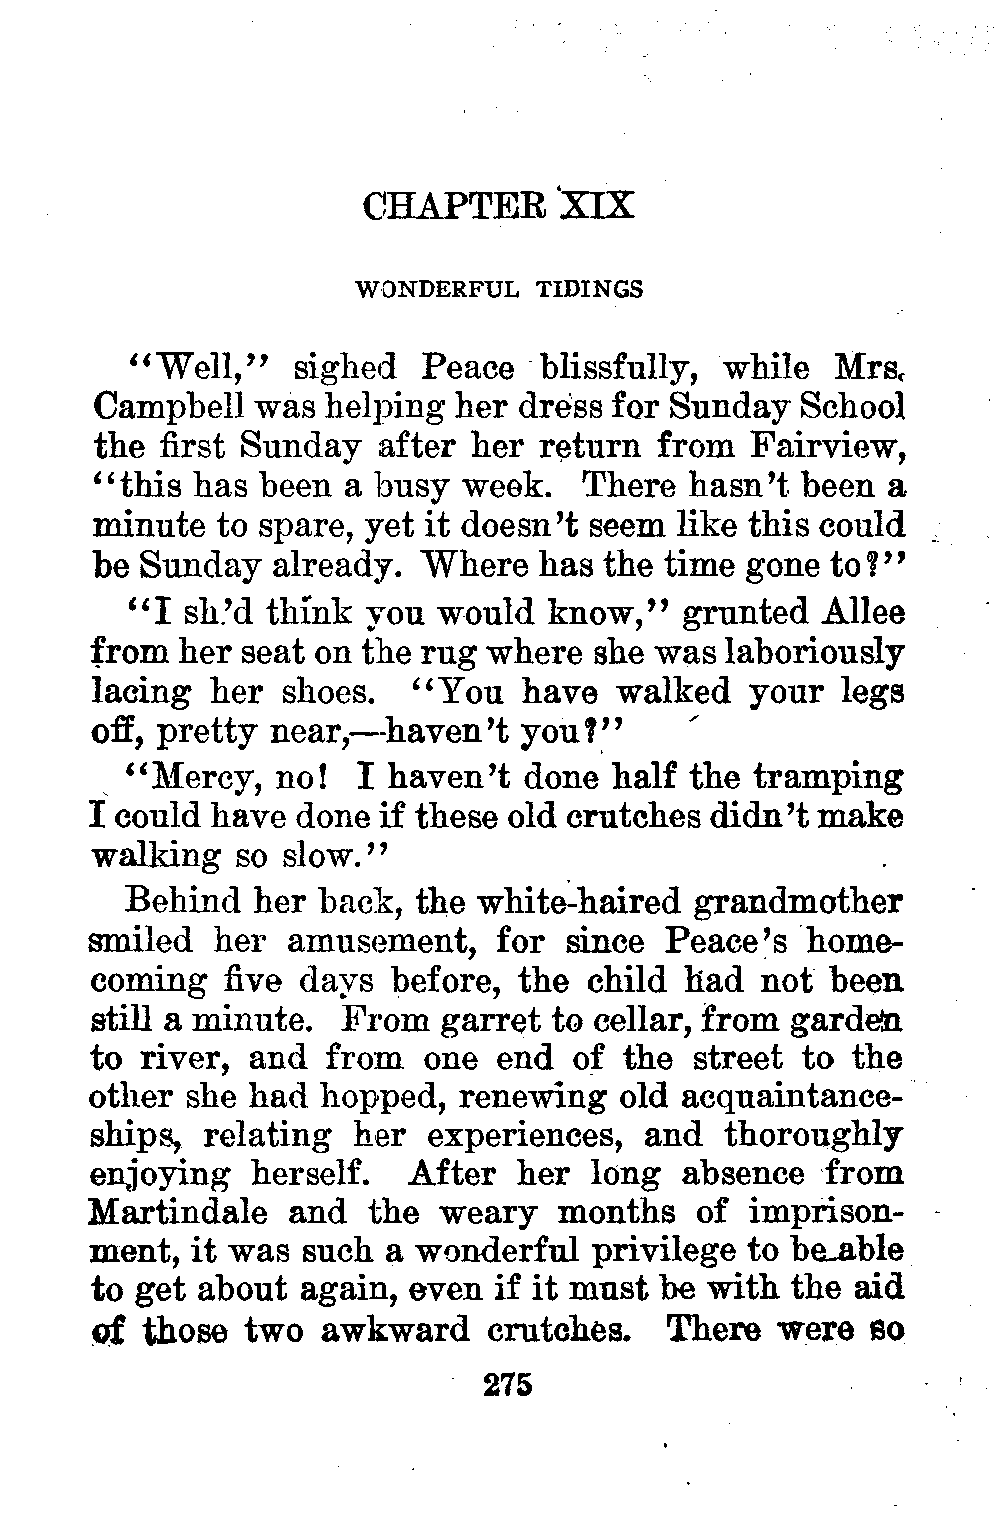 CHAPTER XIX
WONDERFUL TIDINGS
“Well,” sighed Peace blissfully, while Mrs.
Campbell was helping her dress for Sunday School
the first Sunday after her return from Fairview,
“this has been a busy week. There hasn’t been a
minute to spare, yet it doesn’t seem like this could
be Sunday already. Where has the time gone to?”
“I sh’d think you would know,” grunted Allee
from her seat on the rug where she was laboriously
lacing her shoes. “You have walked your legs
off, pretty near,—haven’t you?”
“Mercy, no! I haven’t done half the tramping
I could have done if these old crutches didn’t make
walking so slow.”
Behind her back, the white-haired grandmother
smiled her amusement, for since Peace’s home-
coming five days before, the child had not been
still a minute. From garret to cellar, from garden
to river, and from one end of the street to the
other she had hopped, renewing old acquaintance-
ships, relating her experiences, and thoroughly
enjoying herself. After her long absence from
Martindale and the weary months of imprison-
ment, it was such a wonderful privilege to be able
to get about again, even if it must be with the aid
of those two awkward crutches. There were so
275